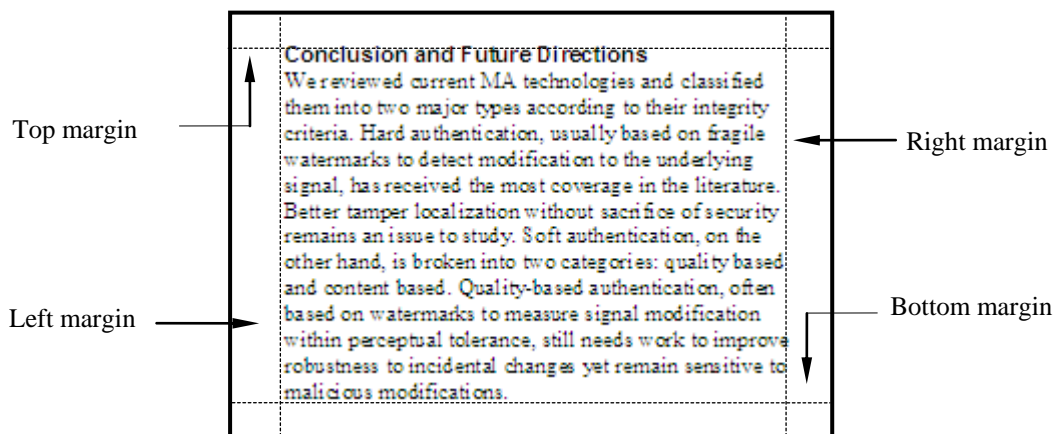 Conclusion and Future Directions
We reviewed current MA technologies and classified
them into two major types according to their integrity
criteria. Hard authentication, usually based on fragile
watermarks to detect modification to the underlying
signal, has received the most coverage in the literature.
Better tamper localization without sacrifice of security
remains an issue to study. Soft authentication, on the
other hand, is broken into two categories: quality based
and content based. Quality-based authentication, often
based on watermarks to measure signal modification
within perceptual tolerance, still needs work to improve
robustness to incidental changes yet remain sensitive to
malicious modifications.
Top margin
Left margin
Right margin
Bottom margin